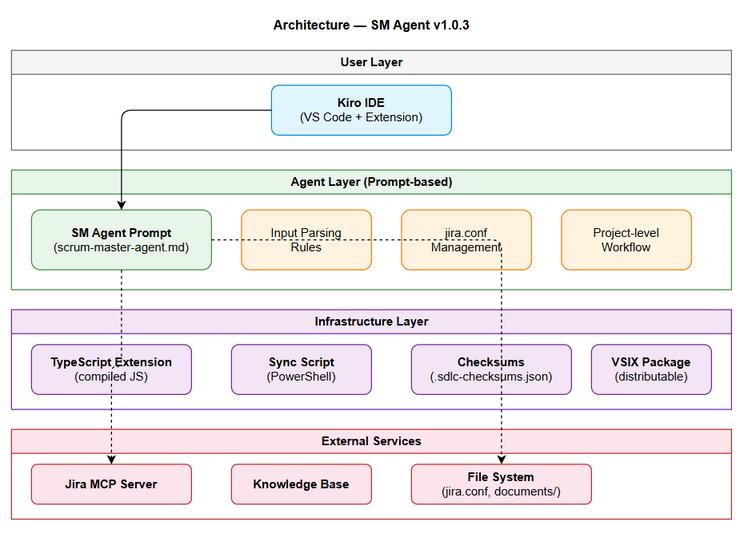 Architecture — SM Agent v1.0.3
User Layer
Kiro IDE
(VS Code + Extension)
Agent Layer (Prompt-based)
SM Agent Prompt
(scrum-master-agent.md)
Input Parsing
Rules
jira.conf
Management
Project-level
Workflow
Infrastructure Layer
TypeScript Extension
(compiled JS)
Sync Script
(PowerShell)
Checksums
(.sdlc-checksums.json)
VSIX Package
(distributable)
External Services
Jira MCP Server
Knowledge Base
File System
(jira.conf, documents/)